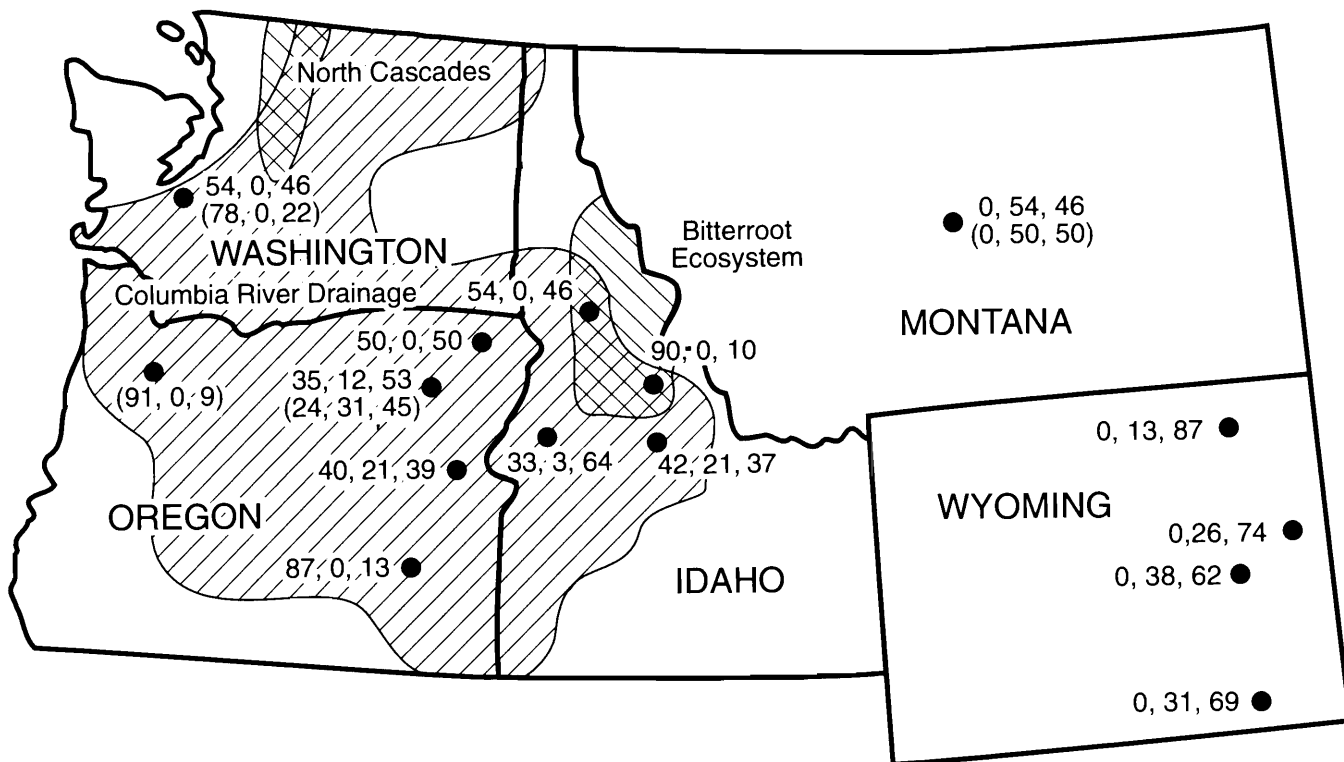 North Cascades
54, 0, 46
(78, 0, 22)
WASHINGTON
Bitterroot
Ecosystem
0, 54, 46
(0, 50, 50)
Columbia River Drainage
54, 0, 46
MONTANA
50, 0, 50
90, 0, 10
35, 12, 53
(24, 31, 45)
(91, 0, 9)
0, 13, 87
40, 21, 39
33, 3, 64
42, 21, 37
WYOMING
OREGON
0,26, 74
87, 0, 13
IDAHO
0, 38, 62
0, 31, 69